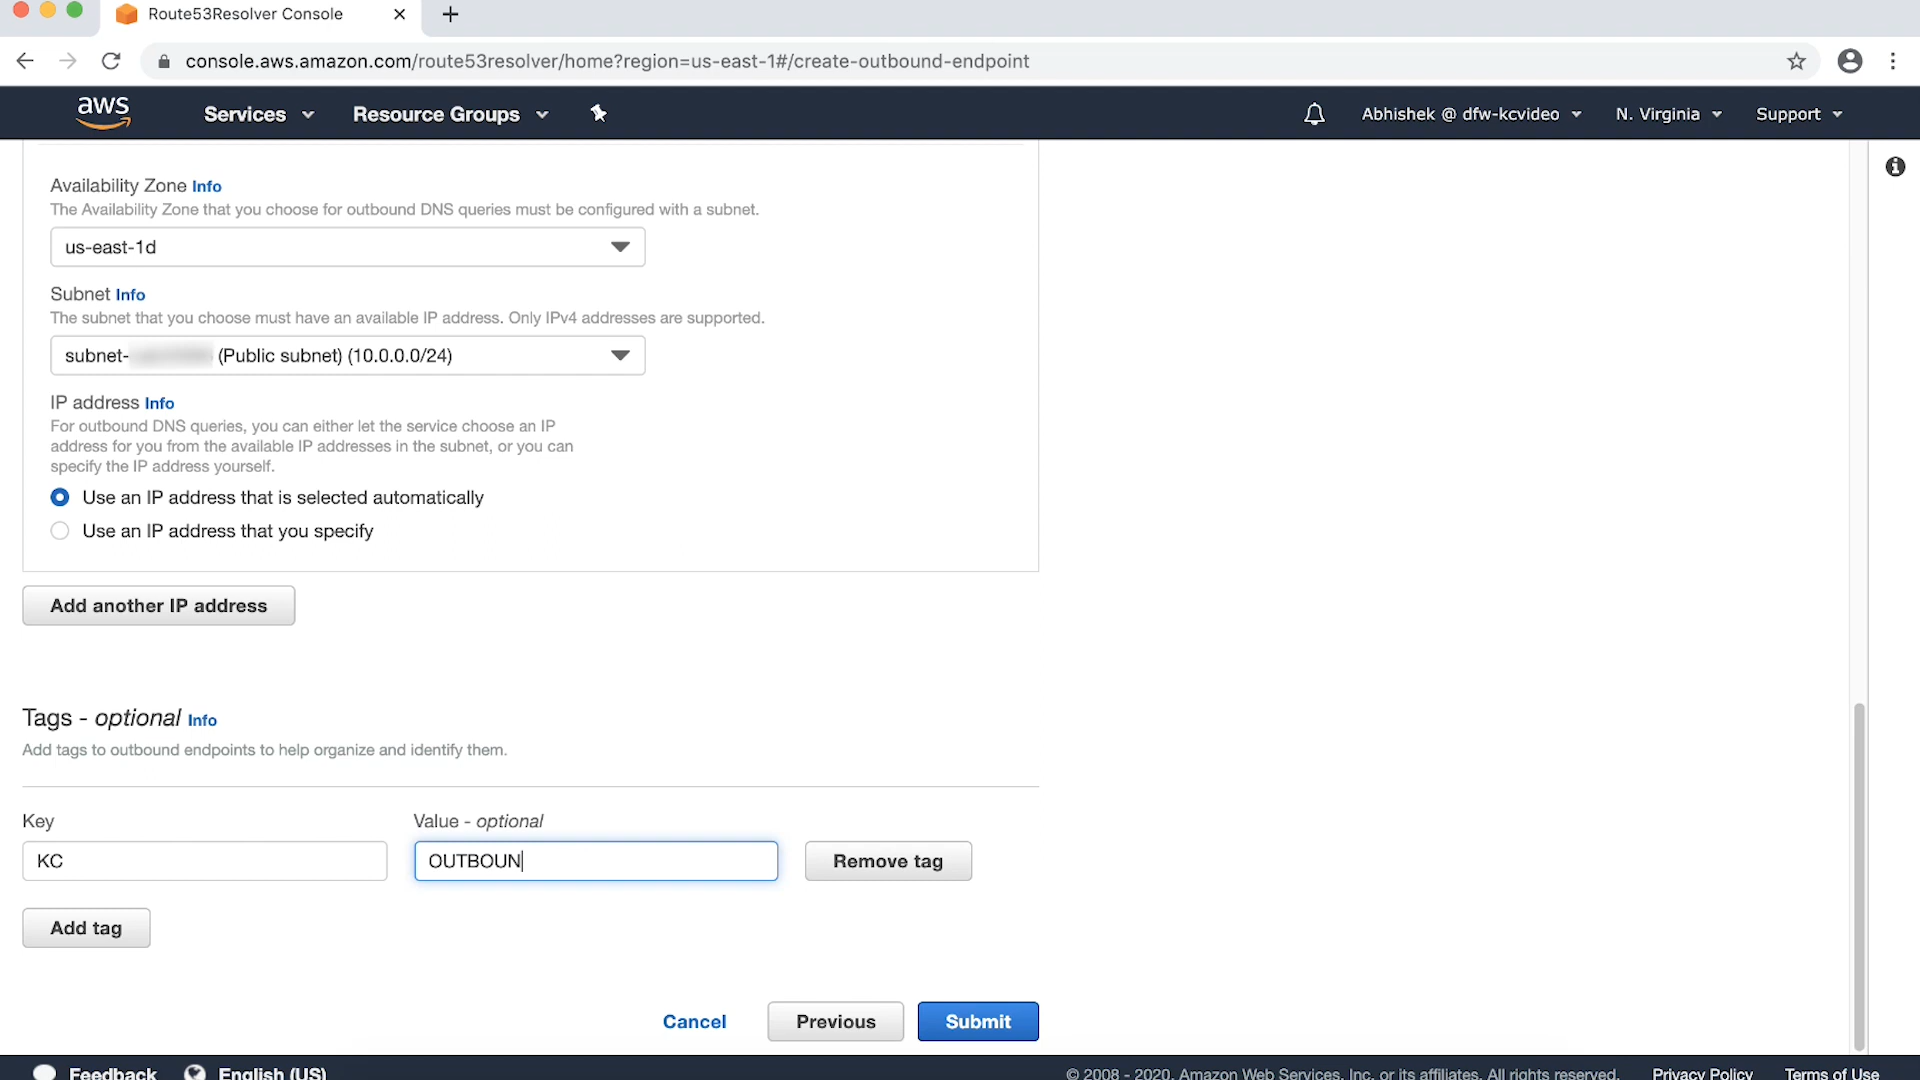 Route53Resolver Console
console.aws.amazon.com/route53resolver/home?region=us-east-1#/create-outbound-endpoint
aws Services Resource Groups Abhishek @ dfw-kcvideo N. Virginia Support
Availability Zone Info
The Availability Zone that you choose for outbound DNS queries must be configured with a subnet.
us-east-1d
Subnet Info
The subnet that you choose must have an available IP address. Only IPv4 addresses are supported.
subnet- (Public subnet) (10.0.0.0/24)
IP address Info
For outbound DNS queries, you can either let the service choose an IP
address for you from the available IP addresses in the subnet, or you can
specify the IP address yourself.
Use an IP address that is selected automatically
Use an IP address that you specify
Add another IP address
Tags - optional Info
Add tags to outbound endpoints to help organize and identify them.
Key Value - optional
KC OUTBOUN Remove tag
Add tag
Cancel Previous Submit
Feedback English (US) © 2008 - 2020, Amazon Web Services, Inc. or its affiliates. All rights reserved. Privacy Policy Terms of Use